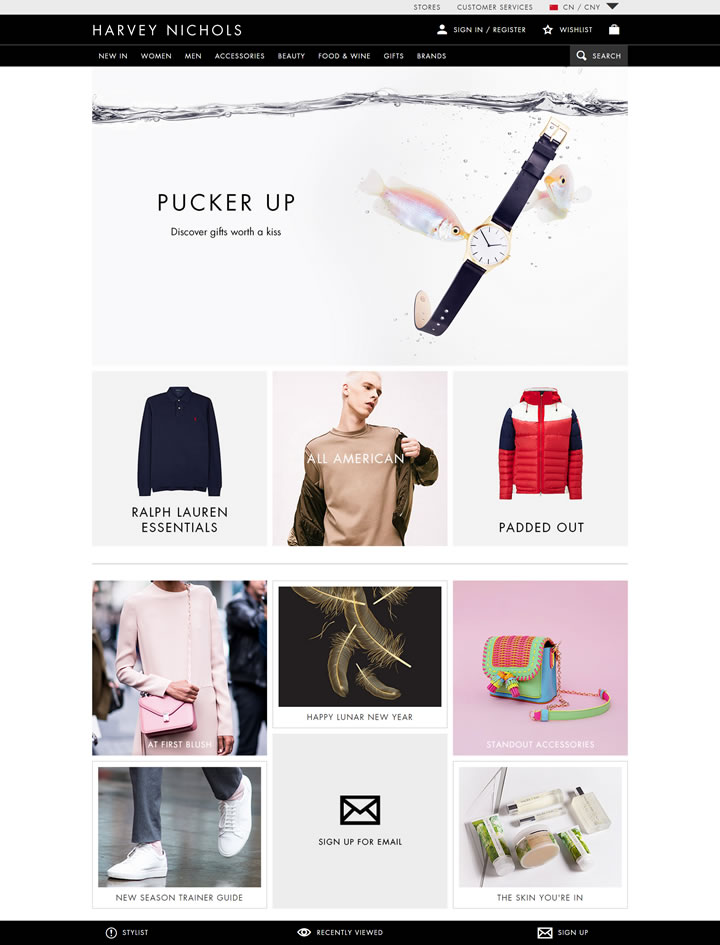 STORES CUSTOMER SERVICES CN / CNY
HARVEY NICHOLS
SIGN IN / REGISTER WISHLIST
NEW IN WOMEN MEN ACCESSORIES BEAUTY FOOD & WINE GIFTS BRANDS SEARCH
PUCKER UP
Discover gifts worth a kiss
RALPH LAUREN
ESSENTIALS
ALL AMERICAN
PADDED OUT
AT FIRST BLUSH
HAPPY LUNAR NEW YEAR
STANDOUT ACCESSORIES
NEW SEASON TRAINER GUIDE
SIGN UP FOR EMAIL
THE SKIN YOU'RE IN
STYLIST RECENTLY VIEWED SIGN UP